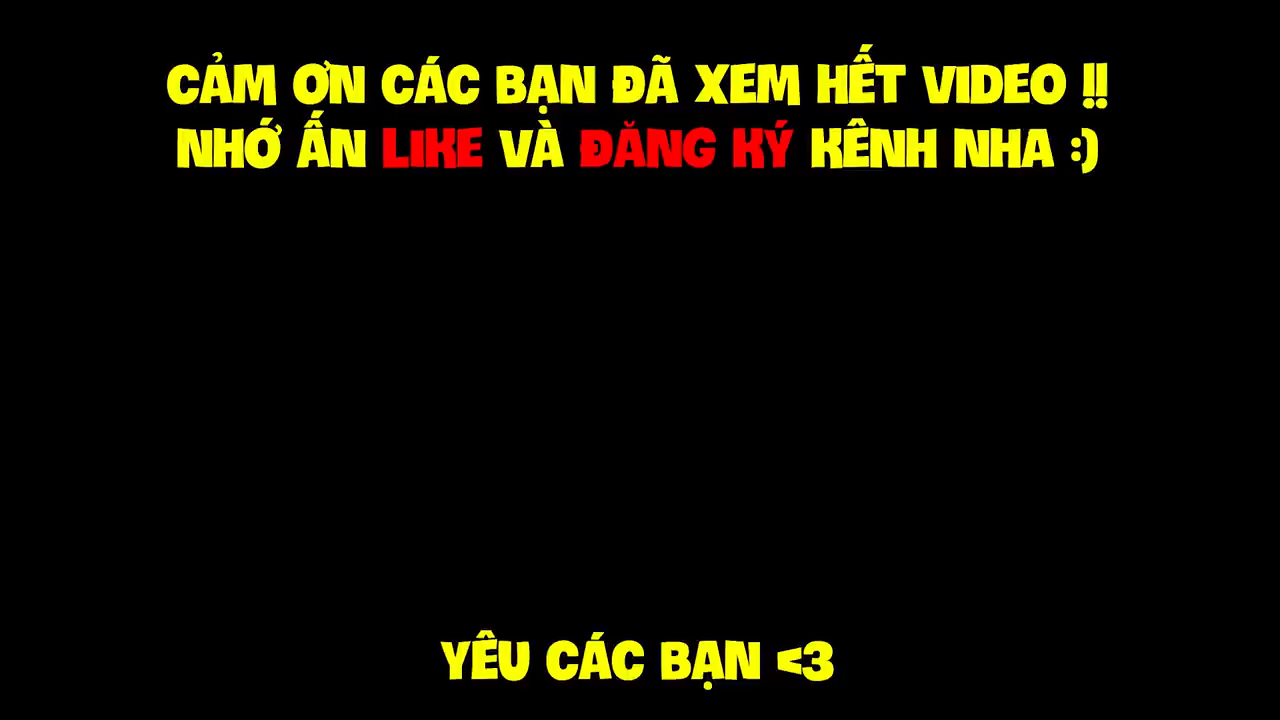 CẢM ƠN CÁC BẠN ĐÃ XEM HẾT VIDEO !!
NHỚ ẤN LIKE VÀ ĐĂNG KÝ KÊNH NHA :)
YÊU CÁC BẠN <3